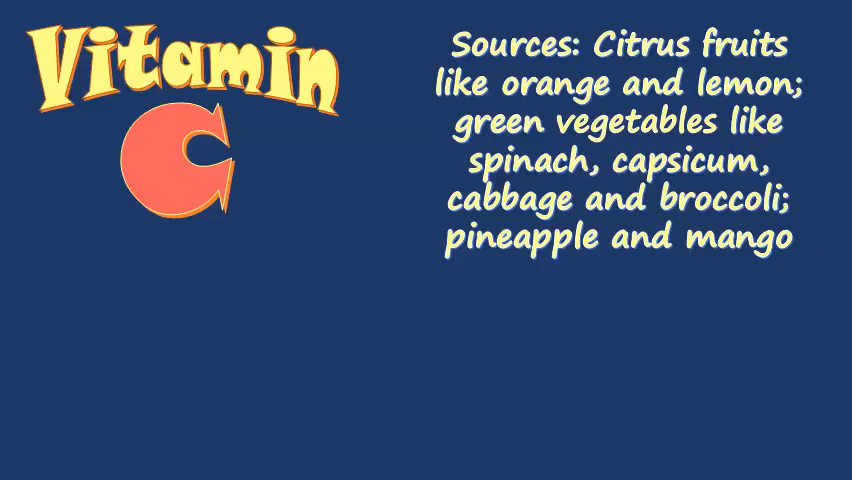 Vitamin
C
Sources: Citrus fruits
like orange and lemon;
green vegetables like
spinach, capsicum,
cabbage and broccoli;
pineapple and mango